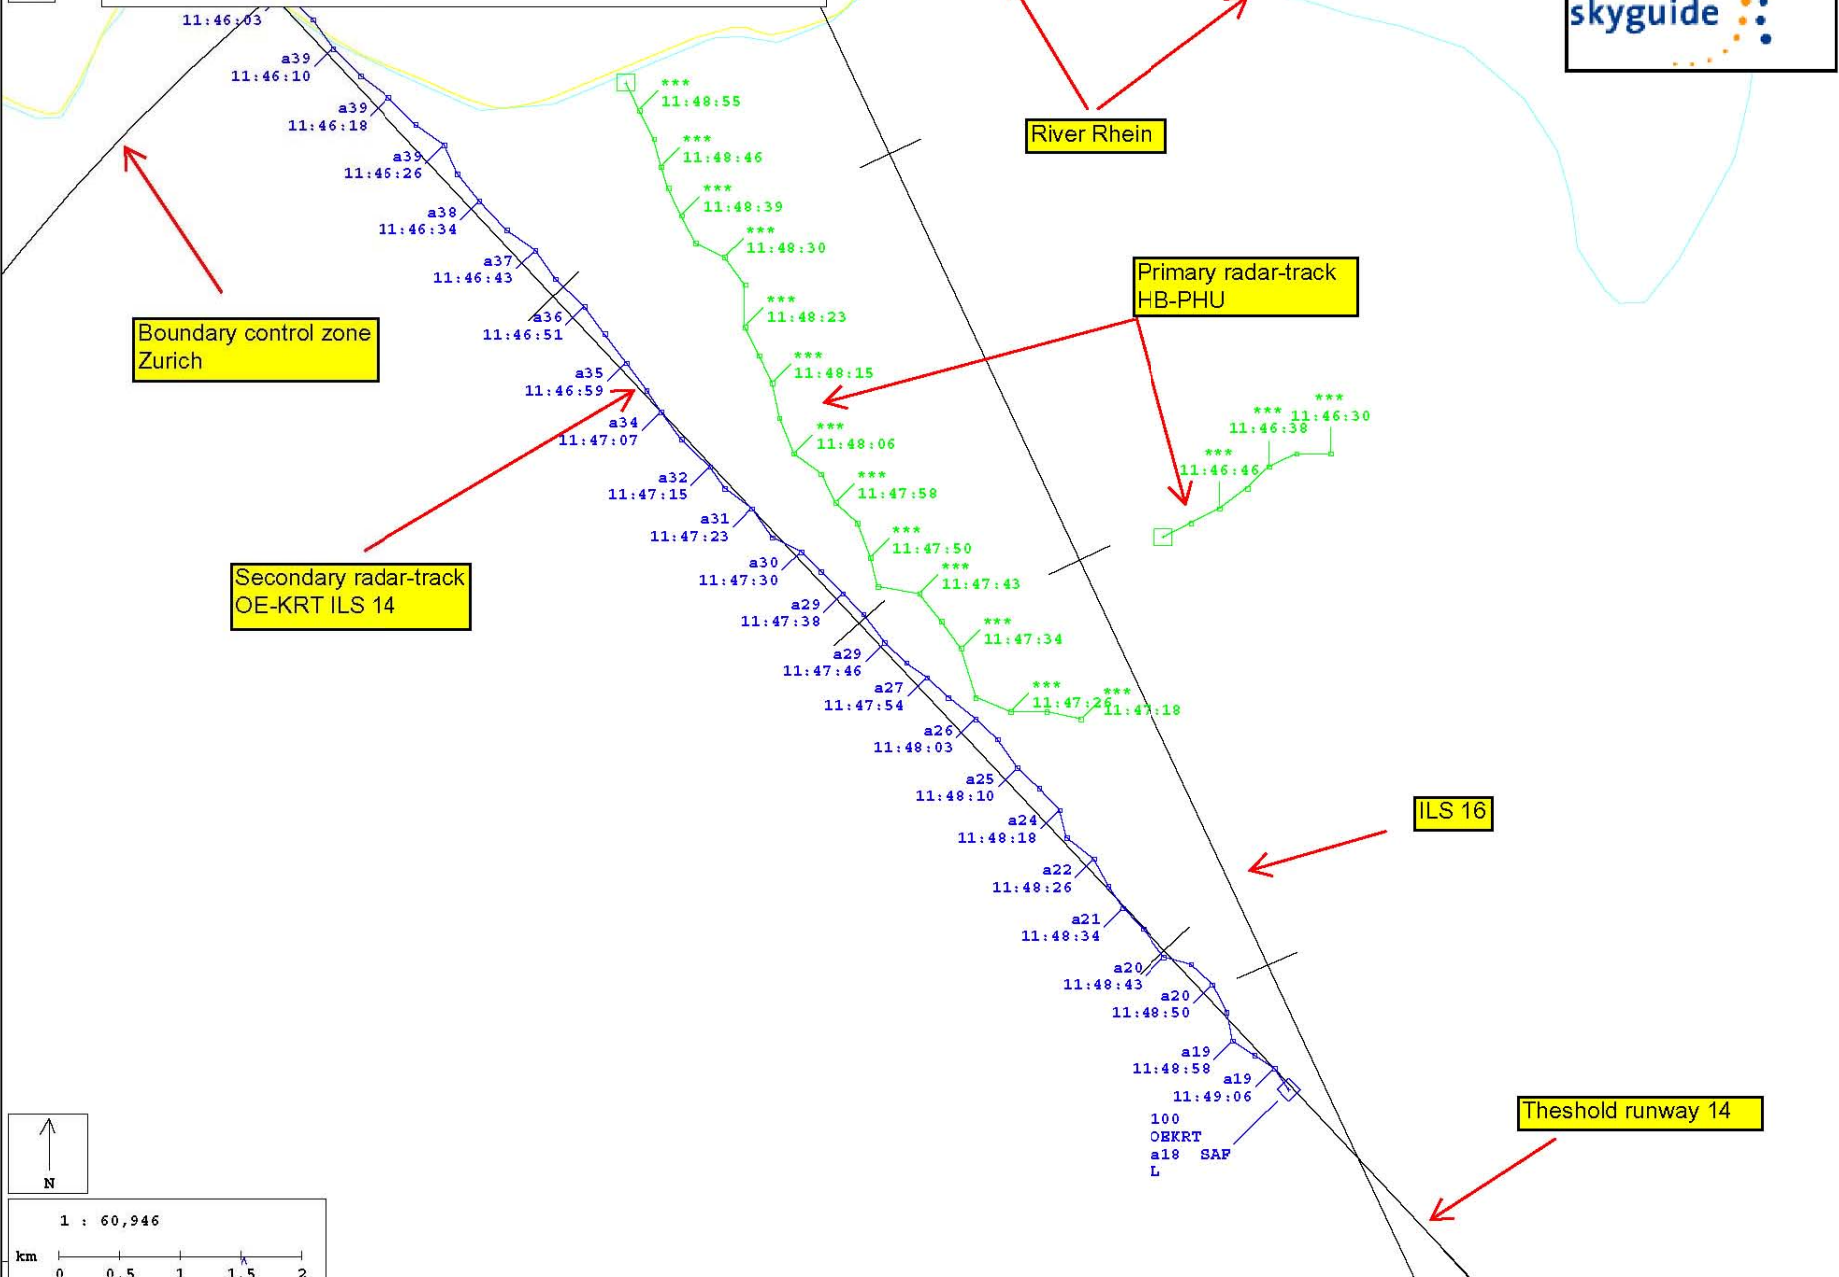 11:46:03
skyguide
a39
11:46:10
a39
11:46:18
a39
11:46:26
a38
11:46:34
a37
11:46:43
a36
11:46:51
a35
11:46:59
a34
11:47:07
a32
11:47:15
a31
11:47:23
a30
11:47:30
a29
11:47:38
a29
11:47:46
a27
11:47:54
a26
11:48:03
a25
11:48:10
a24
11:48:18
a22
11:48:26
a21
11:48:34
a20
11:48:43
a20
11:48:50
a19
11:48:58
a19
11:49:06
100
OEKRT
a18 SAF
L
***
11:48:55
***
11:48:46
***
11:48:39
***
11:48:30
***
11:48:23
***
11:48:15
***
11:48:06
***
11:47:58
***
11:47:50
***
11:47:43
***
11:47:34
***
11:47:26
***
11:47:18
***
11:46:30
***
11:46:38
***
11:46:46
River Rhein
Primary radar-track
HB-PHU
Boundary control zone
Zurich
Secondary radar-track
OE-KRT ILS 14
ILS 16
Theshold runway 14
N
1 : 60,946
km
0 0.5 1 1.5 2